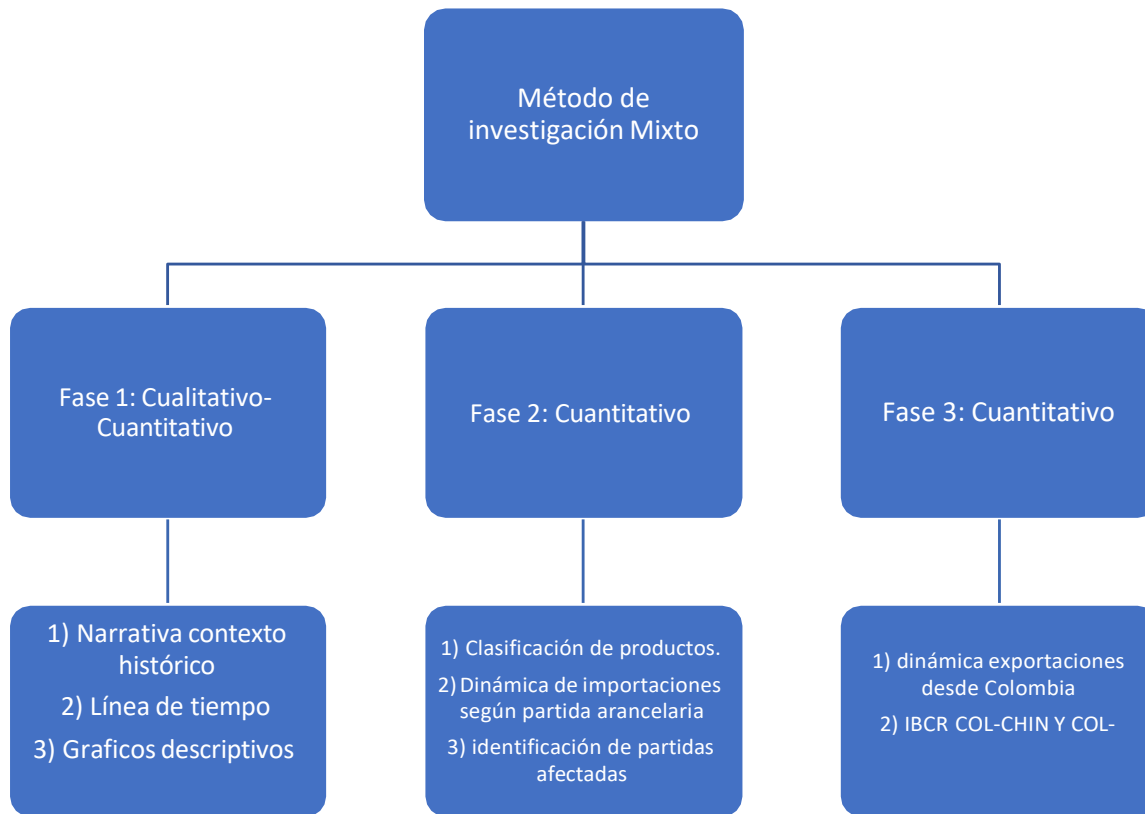 Método de
investigación Mixto
Fase 1: Cualitativo-
Cuantitativo
Fase 2: Cuantitativo
Fase 3: Cuantitativo
1) Narrativa contexto
histórico
2) Línea de tiempo
3) Graficos descriptivos
1) Clasificación de productos.
2) Dinámica de importaciones
según partida arancelaria
3) identificación de partidas
afectadas
1) dinámica exportaciones
desde Colombia
2) IBCR COL-CHIN Y COL-